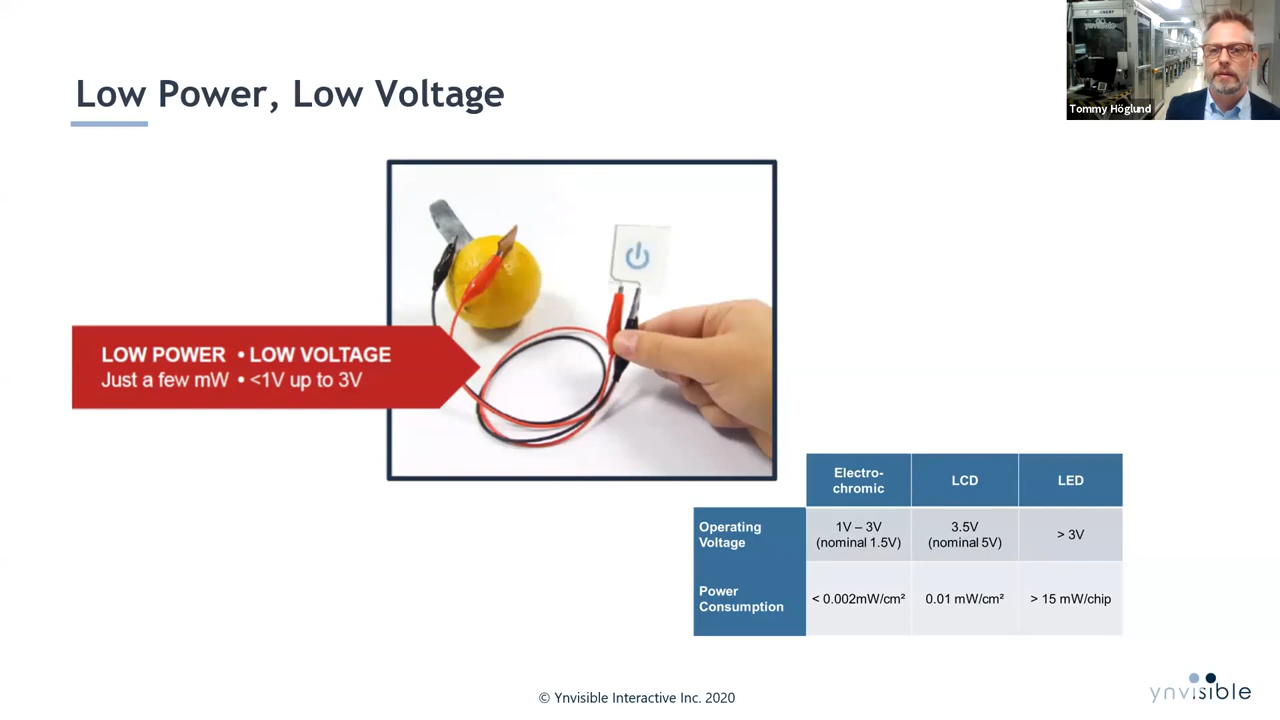 Low Power, Low Voltage
Tommy Höglund
LOW POWER • LOW VOLTAGE
Just a few mW • <1V up to 3V
Electro-
chromic
LCD
LED
Operating
Voltage
1V – 3V
(nominal 1.5V)
3.5V
(nominal 5V)
> 3V
Power
Consumption
< 0.002mW/cm²
0.01 mW/cm²
> 15 mW/chip
© Ynvisible Interactive Inc. 2020
ynvisible